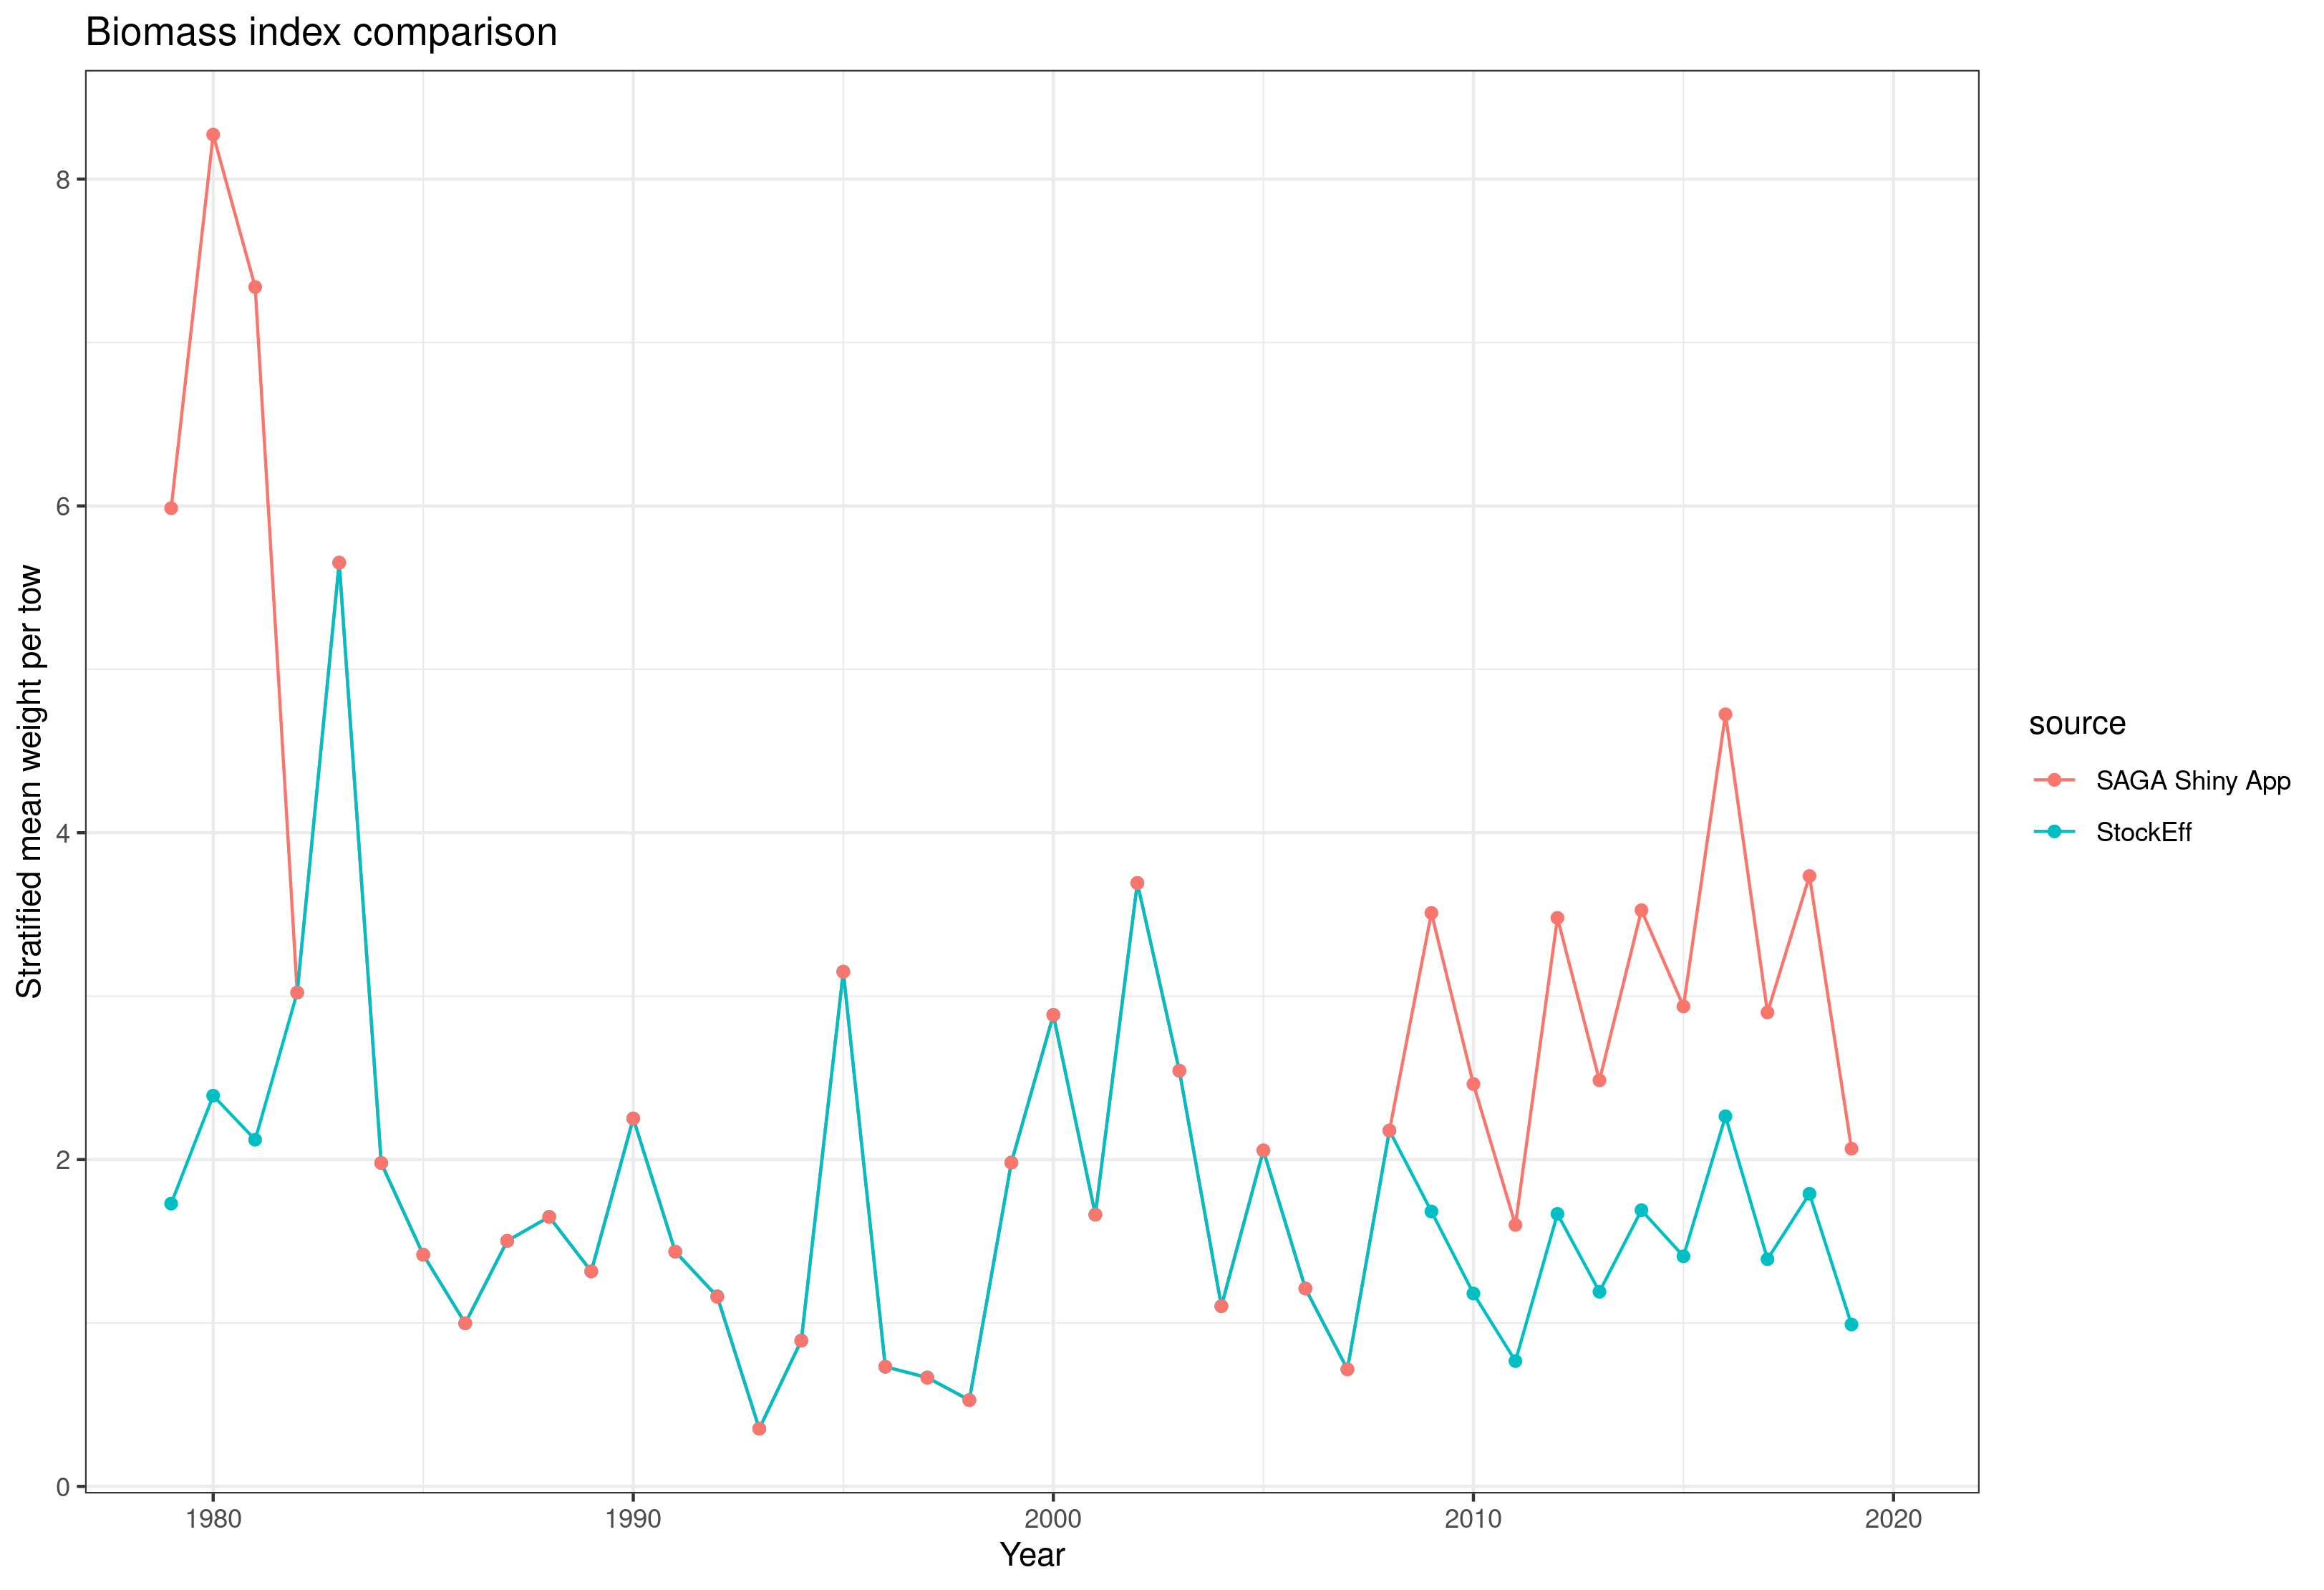 Biomass index comparison
Stratified mean weight per tow
8
6
4
2
0
1980
1990
2000
2010
2020
Year
source
SAGA Shiny App
StockEff